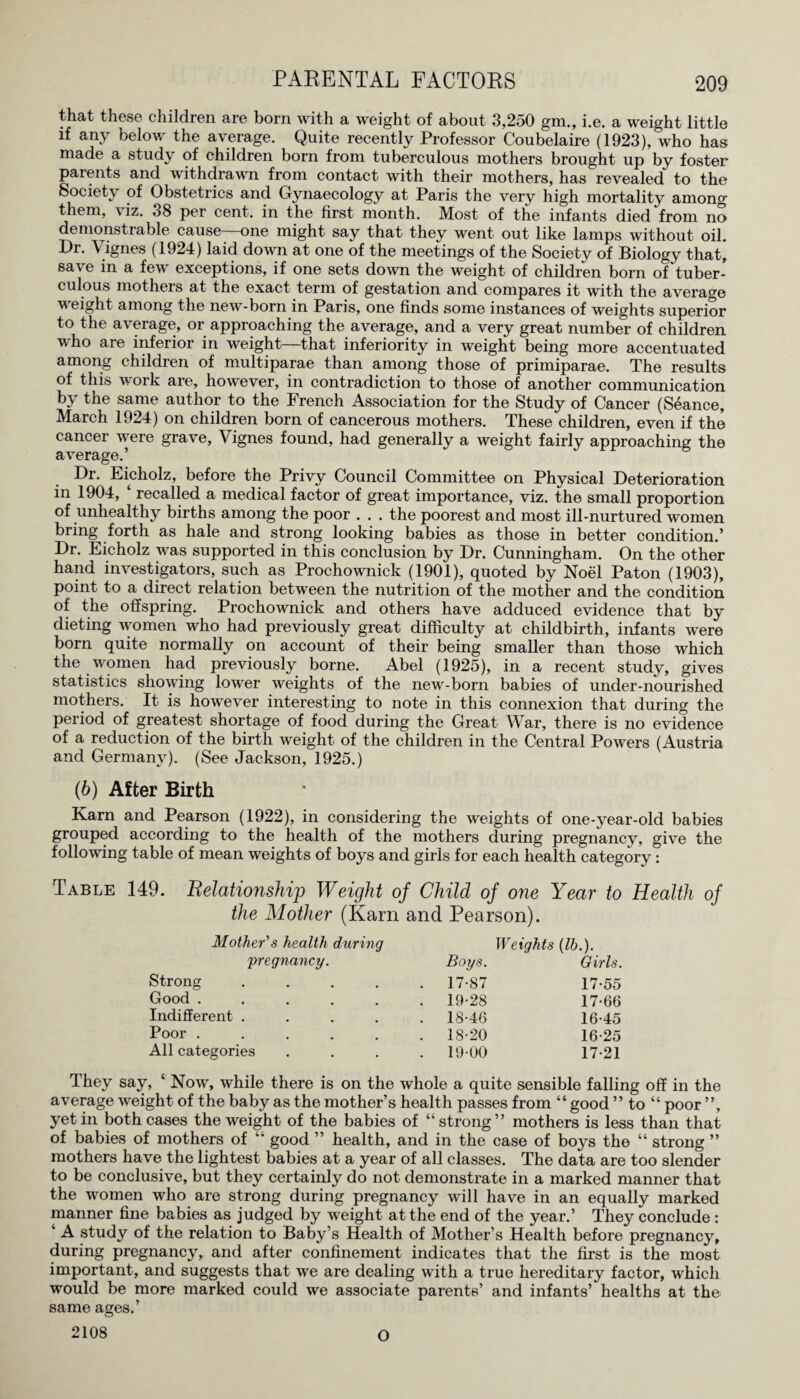 PARENTAL FACTORS 209
that these children are born with a weight of about 3,250 gm., i.e. a weight little
if any below the average. Quite recently Professor Coubelaire (1923), who has
made a study of children born from tuberculous mothers brought up by foster
parents and withdrawn from contact with their mothers, has revealed to the
Society of Obstetrics and Gynaecology at Paris the very high mortality among
them, viz. 38 per cent. in the first month. Most of the infants died from no
demonstrable cause—one might say that they went out like lamps without oil.
Dr. Vignes (1924) laid down at one of the meetings of the Society of Biology that,
save in a few exceptions, if one sets down the weight of children born of tuber-
culous mothers at the exact term of gestation and compares it with the average
weight among the new-born in Paris, one finds some instances of weights superior
to the average, or approaching the average, and a very great number of children
who are inferior in weight—that inferiority in weight being more accentuated
among children of multiparae than among those of primiparae. The results
of this work are, however, in contradiction to those of another communication
by the same author to the French Association for the Study of Cancer (Séance,
March 1924) on children born of cancerous mothers. These children, even if the
cancer were grave, Vignes found, had generally a weight fairly approaching the
average.’
Dr. Eicholz, before the Privy Council Committee on Physical Deterioration
in 1904, ‘ recalled a medical factor of great importance, viz. the small proportion
of unhealthy births among the poor . . . the poorest and most ill-nurtured women
bring forth as hale and strong looking babies as those in better condition.’
Dr. Eicholz was supported in this conclusion by Dr. Cunningham. On the other
hand investigators, such as Prochownick (1901), quoted by Noël Paton (1903),
point to a direct relation between the nutrition of the mother and the condition
of the offspring. Prochownick and others have adduced evidence that by
dieting women who had previously great difficulty at childbirth, infants were
born quite normally on account of their being smaller than those which
the women had previously borne. Abel (1925), in a recent study, gives
statistics showing lower weights of the new-born babies of under-nourished
mothers. It is however interesting to note in this connexion that during the
period of greatest shortage of food during the Great War, there is no evidence
of a reduction of the birth weight of the children in the Central Powers (Austria
and Germany). (See Jackson, 1925.)
(b) After Birth
Karn and Pearson (1922), in considering the weights of one-year-old babies
grouped according to the health of the mothers during pregnancy, give the
following table of mean weights of boys and girls for each health category :
TABLE 149. Relationship Weight of Child of one Year to Health of
the Mother (Karn and Pearson).
Mother's health during Weights (lb.).
pregnancy. Boys. Girls.
Strong . . . . . 17·87 17·55
Good . . . . . . 19·28 17·66
Indifferent . . . . . 18·46 16·45
Poor . . . . . . 18·20 16·25
All categories . . . . 19·00 17·21
They say, ‘ Now, while there is on the whole a quite sensible falling off in the
average weight of the baby as the mother’s health passes from “ good ” to “ poor ”,
yet in both cases the weight of the babies of “ strong ” mothers is less than that
of babies of mothers of “ good ” health, and in the case of boys the “ strong ”
mothers have the lightest babies at a year of all classes. The data are too slender
to be conclusive, but they certainly do not demonstrate in a marked manner that
the women who are strong during pregnancy will have in an equally marked
manner fine babies as judged by weight at the end of the year.’ They conclude :
‘ A study of the relation to Baby’s Health of Mother’s Health before pregnancy,
during pregnancy, and after confinement indicates that the first is the most
important, and suggests that we are dealing with a true hereditary factor, which
would be more marked could we associate parents’ and infants’ healths at the
same ages.’
2108 O